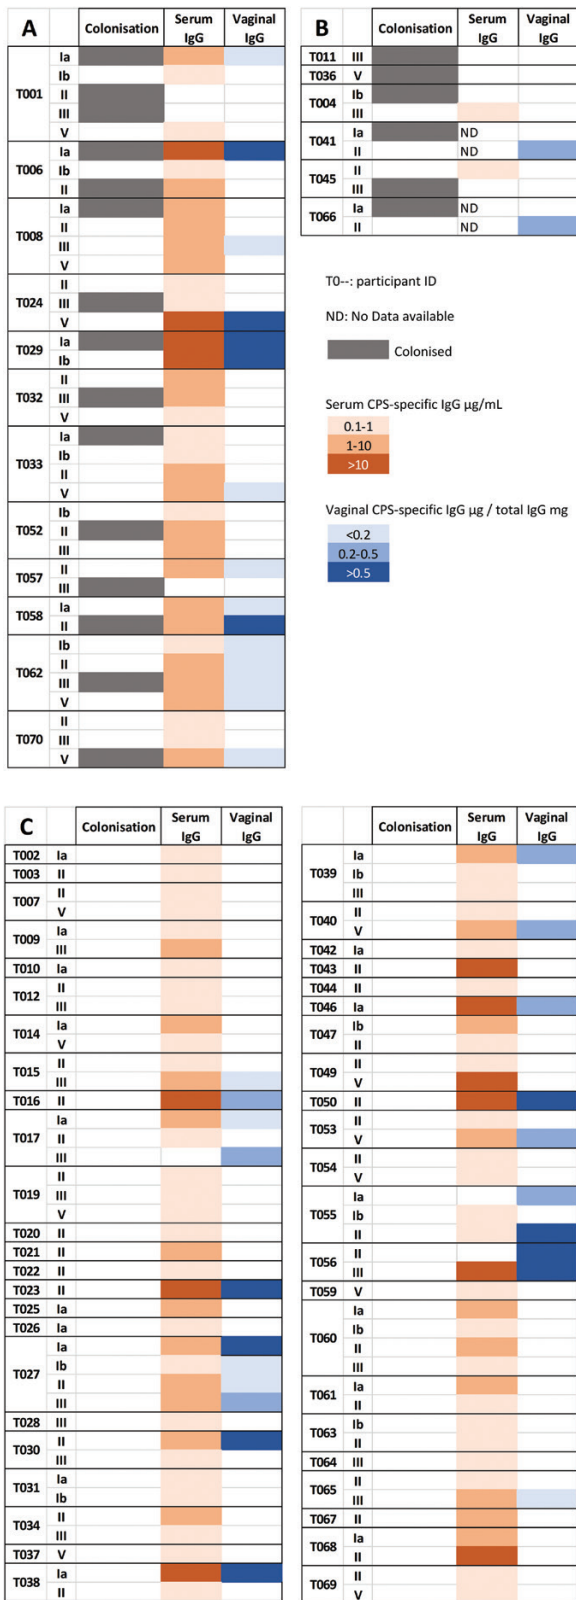 A Colonisation Serum IgG Vaginal IgG
T001 Ia
Ib
II
III
V
T006 Ia
Ib
II
T008 Ia
II
III
V
T024 II
III
V
T029 Ia
Ib
T032 II
III
V
T033 Ia
Ib
II
V
T052 Ib
II
III
T057 II
III
T058 Ia
II
T062 Ib
II
III
V
T070 II
III
V
B Colonisation Serum IgG Vaginal IgG
T011 III
T036 V
T004 Ib
III
T041 Ia ND
II ND
T045 II
III
T066 Ia ND
II ND
T0--: participant ID
ND: No Data available
Colonised
Serum CPS-specific IgG µg/mL
0.1-1
1-10
>10
Vaginal CPS-specific IgG µg / total IgG mg
<0.2
0.2-0.5
>0.5
C Colonisation Serum IgG Vaginal IgG
T002 Ia
T003 II
T007 II
V
T009 Ia
III
T010 Ia
T012 II
III
T014 Ia
V
T015 II
III
T016 II
T017 Ia
II
III
T019 II
III
V
T020 II
T021 II
T022 II
T023 II
T025 Ia
T026 Ia
T027 Ia
Ib
II
III
T028 III
T030 II
III
T031 Ia
Ib
T034 II
III
T037 V
T038 Ia
II
Colonisation Serum IgG Vaginal IgG
T039 Ia
Ib
III
T040 II
V
T042 Ia
T043 II
T044 II
T046 Ia
T047 Ib
II
T049 II
V
T050 II
T053 II
V
T054 II
V
T055 Ia
Ib
II
T056 II
III
T059 V
T060 Ia
Ib
II
III
T061 Ia
II
T063 Ib
II
T064 III
T065 II
III
T067 II
T068 Ia
II
T069 II
V